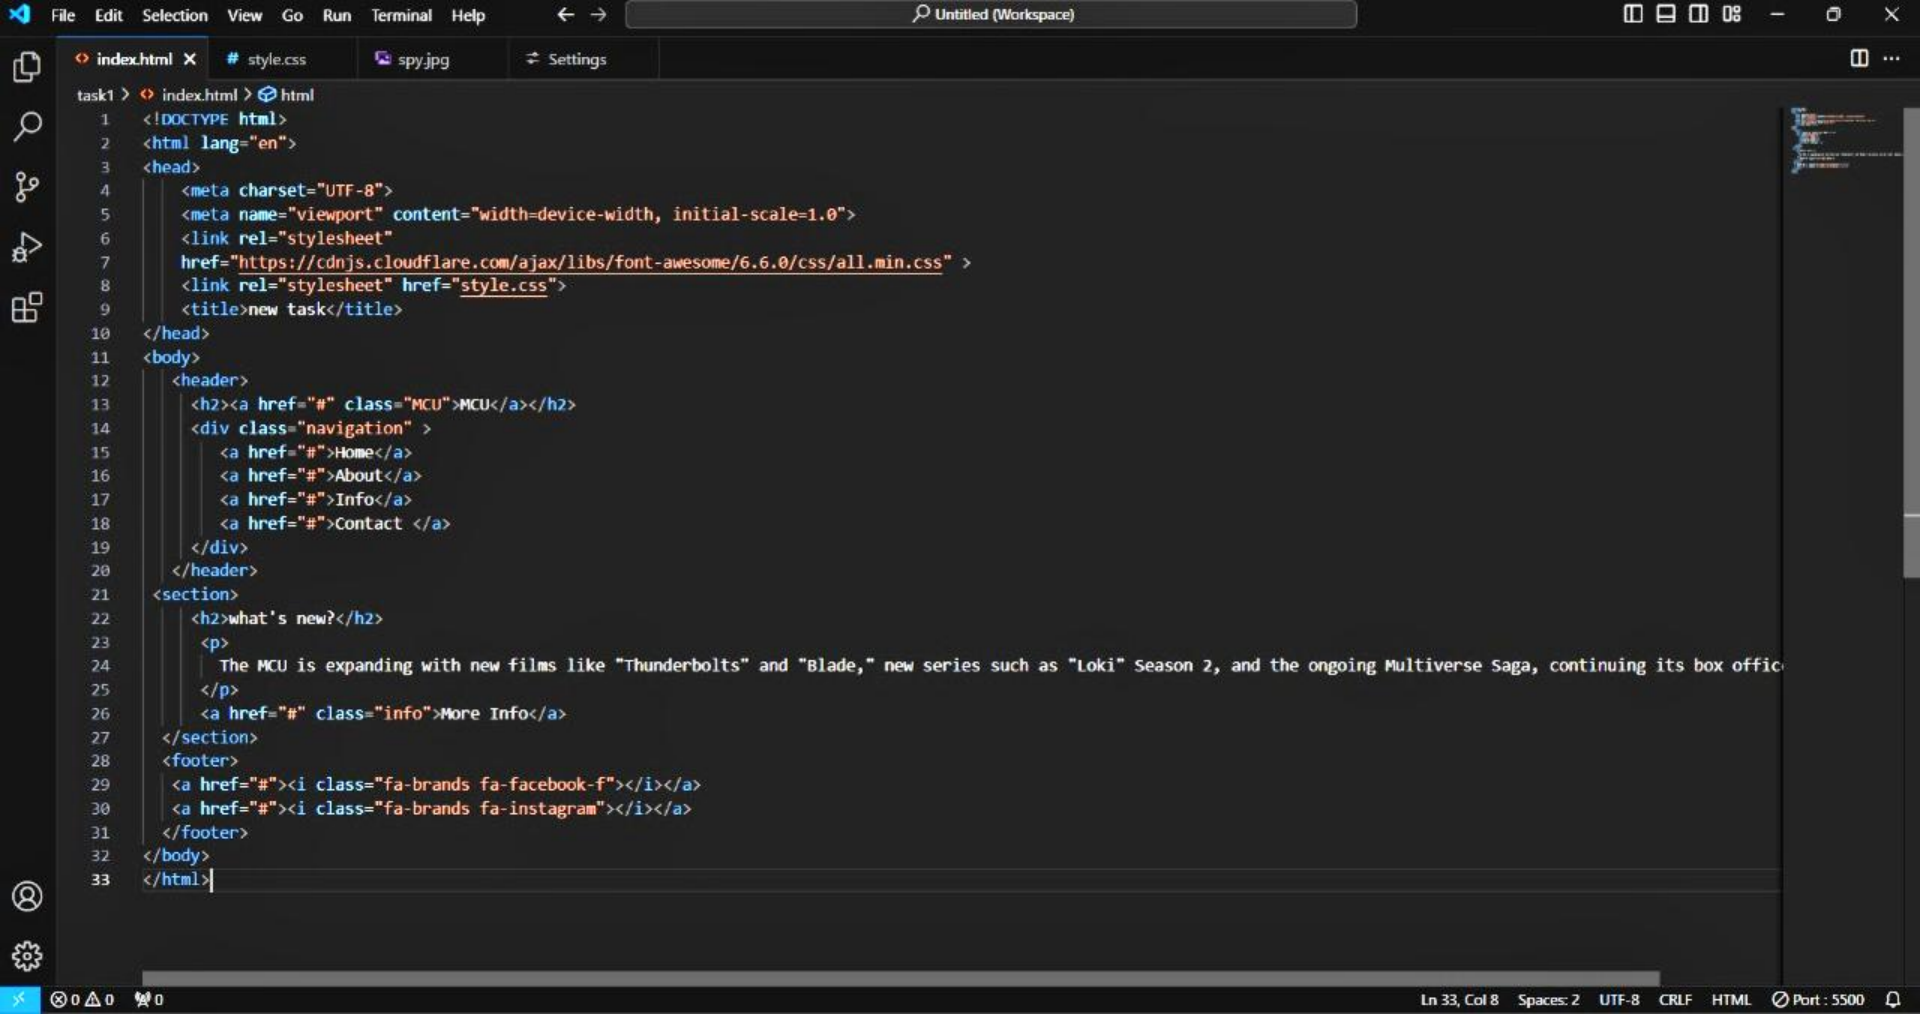 File Edit Selection View Go Run Terminal Help
Untitled (Workspace)
index.html
style.css
spy.jpg
Settings
task1 > index.html > html
1 <!DOCTYPE html>
2 <html lang="en">
3 <head>
4 <meta charset="UTF-8">
5 <meta name="viewport" content="width=device-width, initial-scale=1.0">
6 <link rel="stylesheet"
7 href="https://cdnjs.cloudflare.com/ajax/libs/font-awesome/6.6.0/css/all.min.css" >
8 <link rel="stylesheet" href="style.css">
9 <title>new task</title>
10 </head>
11 <body>
12 <header>
13 <h2><a href="#" class="MCU">MCU</a></h2>
14 <div class="navigation" >
15 <a href="#">Home</a>
16 <a href="#">About</a>
17 <a href="#">Info</a>
18 <a href="#">Contact </a>
19 </div>
20 </header>
21 <section>
22 <h2>what's new?</h2>
23 <p>
24 The MCU is expanding with new films like "Thunderbolts" and "Blade," new series such as "Loki" Season 2, and the ongoing Multiverse Saga, continuing its box offic
25 </p>
26 <a href="#" class="info">More Info</a>
27 </section>
28 <footer>
29 <a href="#"><i class="fa-brands fa-facebook-f"></i></a>
30 <a href="#"><i class="fa-brands fa-instagram"></i></a>
31 </footer>
32 </body>
33 </html>
0 0 0
Ln 33, Col 8 Spaces: 2 UTF-8 CRLF HTML Port : 5500